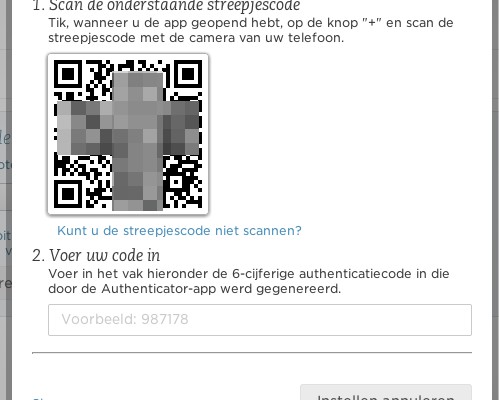 1. Scan de onderstaande streepjescode
Tik, wanneer u de app geopend hebt, op de knop "+" en scan de
streepjescode met de camera van uw telefoon.
Kunt u de streepjescode niet scannen?
2. Voer uw code in
Voer in het vak hieronder de 6-cijferige authenticatiecode in die
door de Authenticator-app werd gegenereerd.
Voorbeeld: 987178
Instellen annuleren